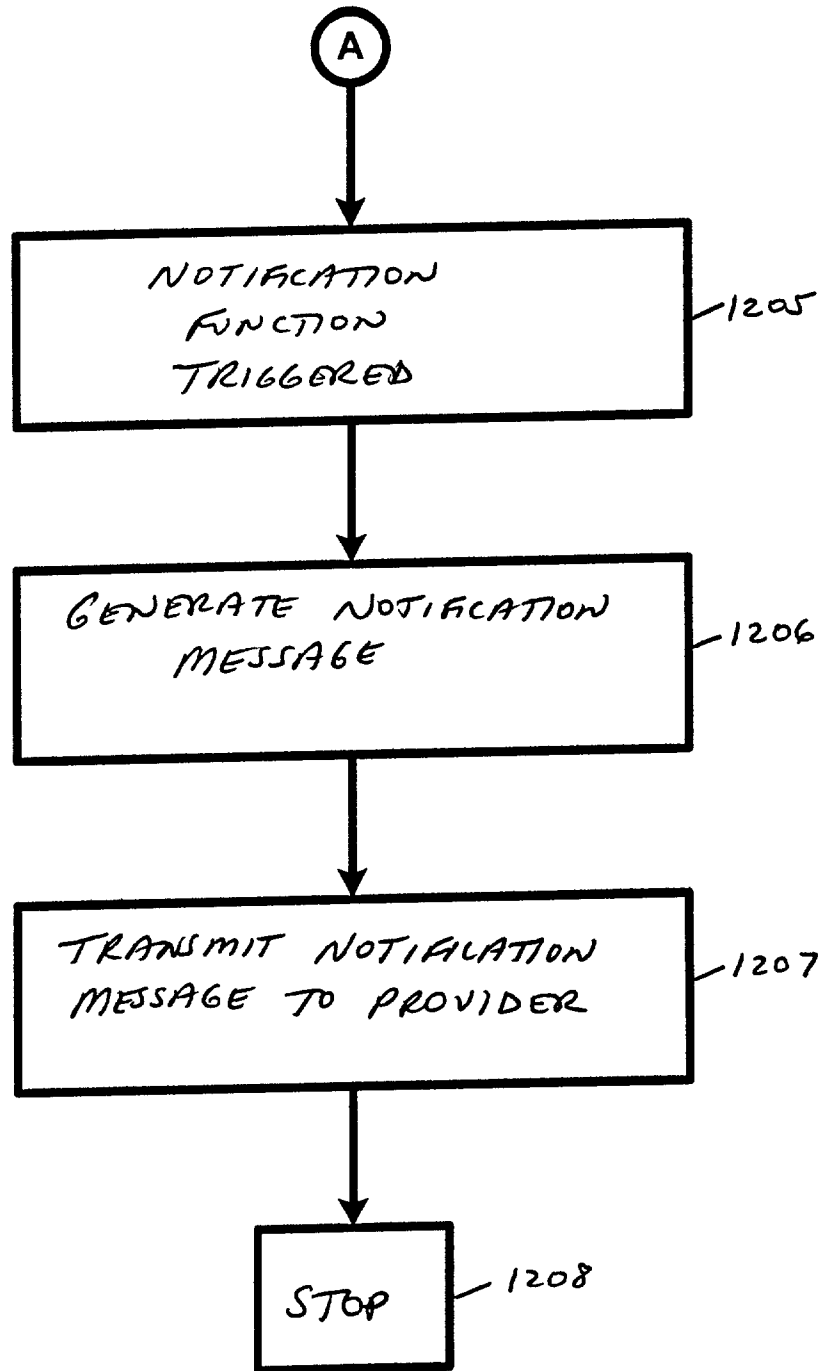 A
NOTIFICATION
FUNCTION
TRIGGERED
1205
GENERATE NOTIFICATION
MESSAGE
1206
TRANSMIT NOTIFICATION
MESSAGE TO PROVIDER
1207
STOP
1208